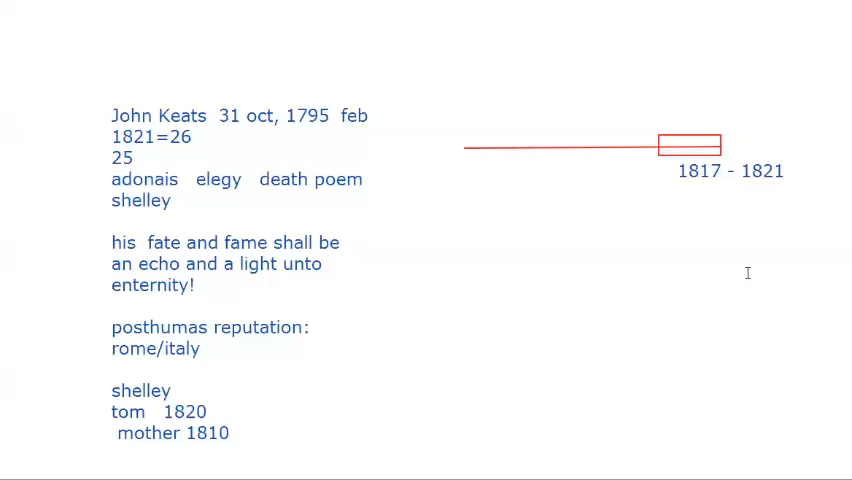 John Keats  31 oct, 1795  feb
1821=26
25
adonais   elegy   death poem
shelley
his  fate and fame shall be
an echo and a light unto
enternity!
posthumas reputation:
rome/italy
shelley
tom   1820
mother 1810
1817 - 1821